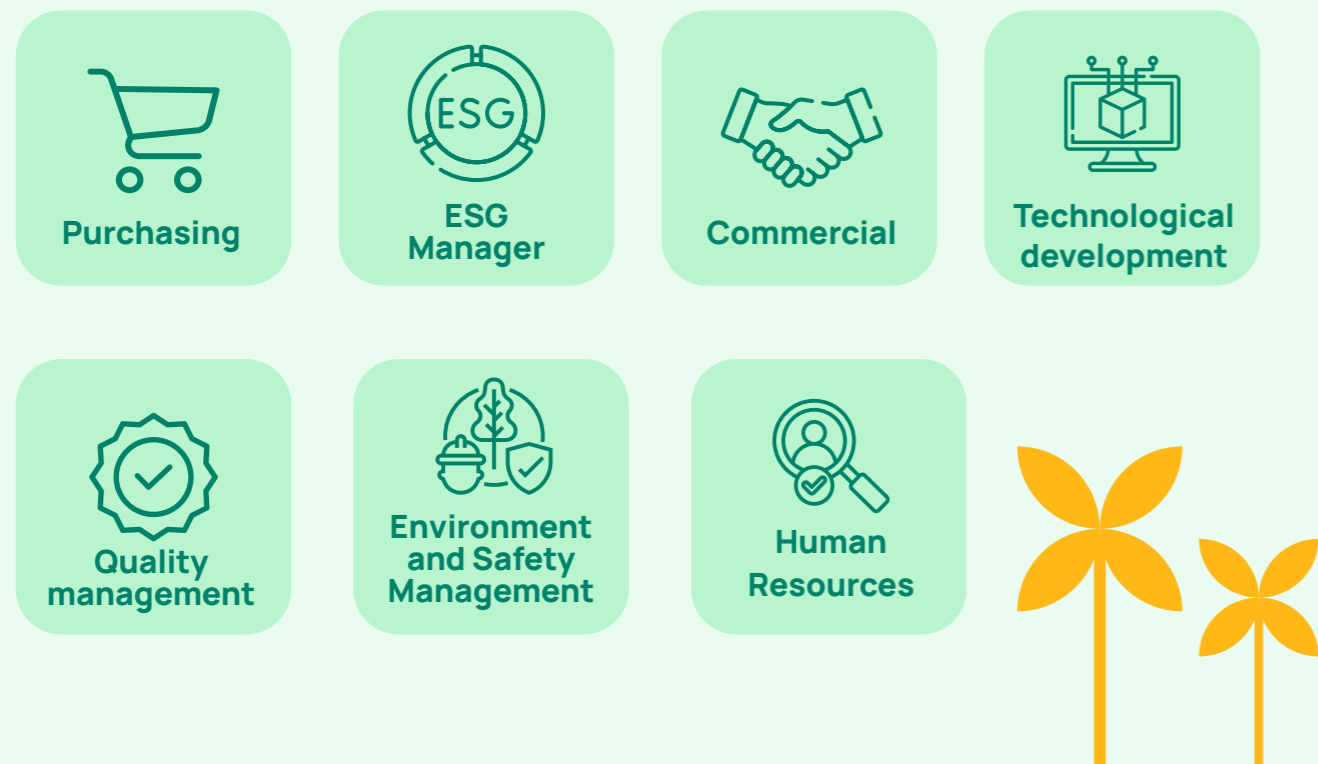 Purchasing
ESG
ESG
Manager
Commercial
Technological
development
Quality
management
Environment
and Safety
Management
Human
Resources